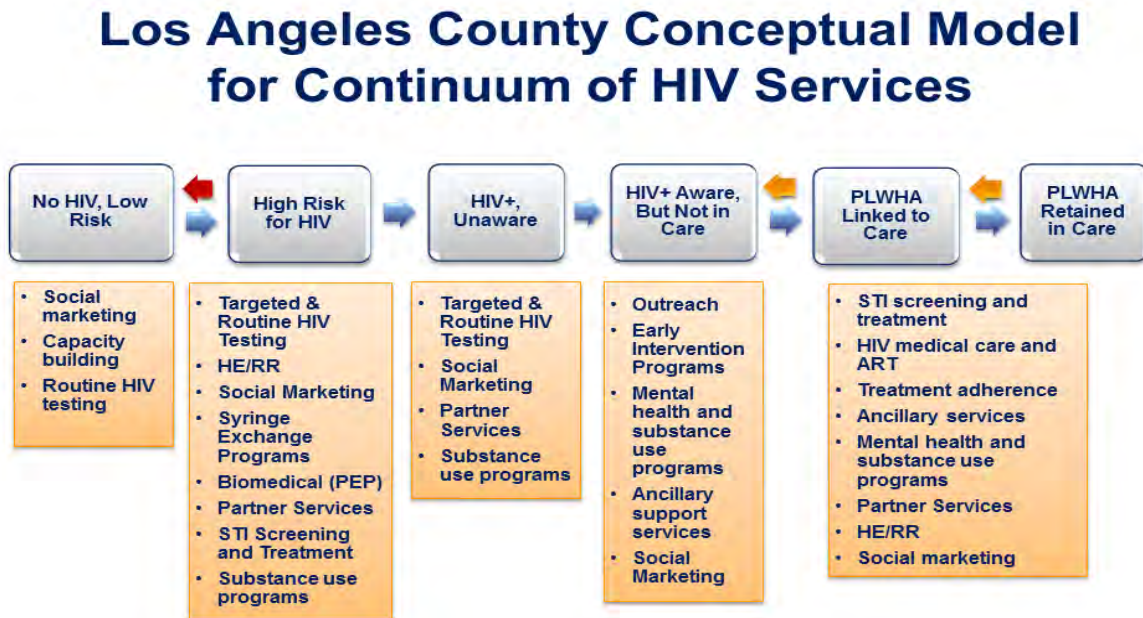 Los Angeles County Conceptual Model
for Continuum of HIV Services
No HIV, Low
Risk
High Risk
for HIV
HIV+,
Unaware
HIV+ Aware,
But Not in
Care
PLWHA
Linked to
Care
PLWHA
Retained
in Care
• Social
marketing
• Capacity
building
• Routine HIV
testing
• Targeted &
Routine HIV
Testing
• HE/RR
• Social Marketing
• Syringe
Exchange
Programs
• Biomedical (PEP)
• Partner Services
• STI Screening
and Treatment
• Substance use
programs
• Targeted &
Routine HIV
Testing
• Social
Marketing
• Partner
Services
• Substance
use programs
• Outreach
• Early
Intervention
Programs
• Mental
health and
substance
use
programs
• Ancillary
support
services
• Social
Marketing
• STI screening and
treatment
• HIV medical care and
ART
• Treatment adherence
• Ancillary services
• Mental health and
substance use
programs
• Partner Services
• HE/RR
• Social marketing